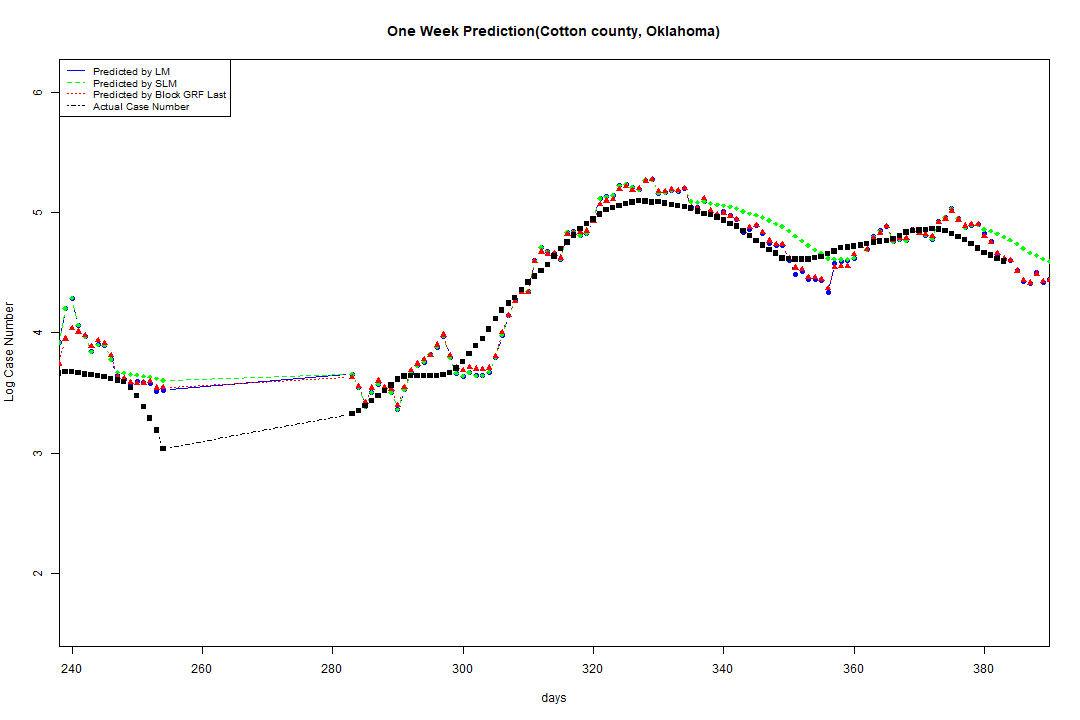 One Week Prediction(Cotton county, Oklahoma)
Predicted by LM
Predicted by SLM
Predicted by Block GRF Last
Actual Case Number
6
5
4
3
2
Log Case Number
240 260 280 300 320 340 360 380
days